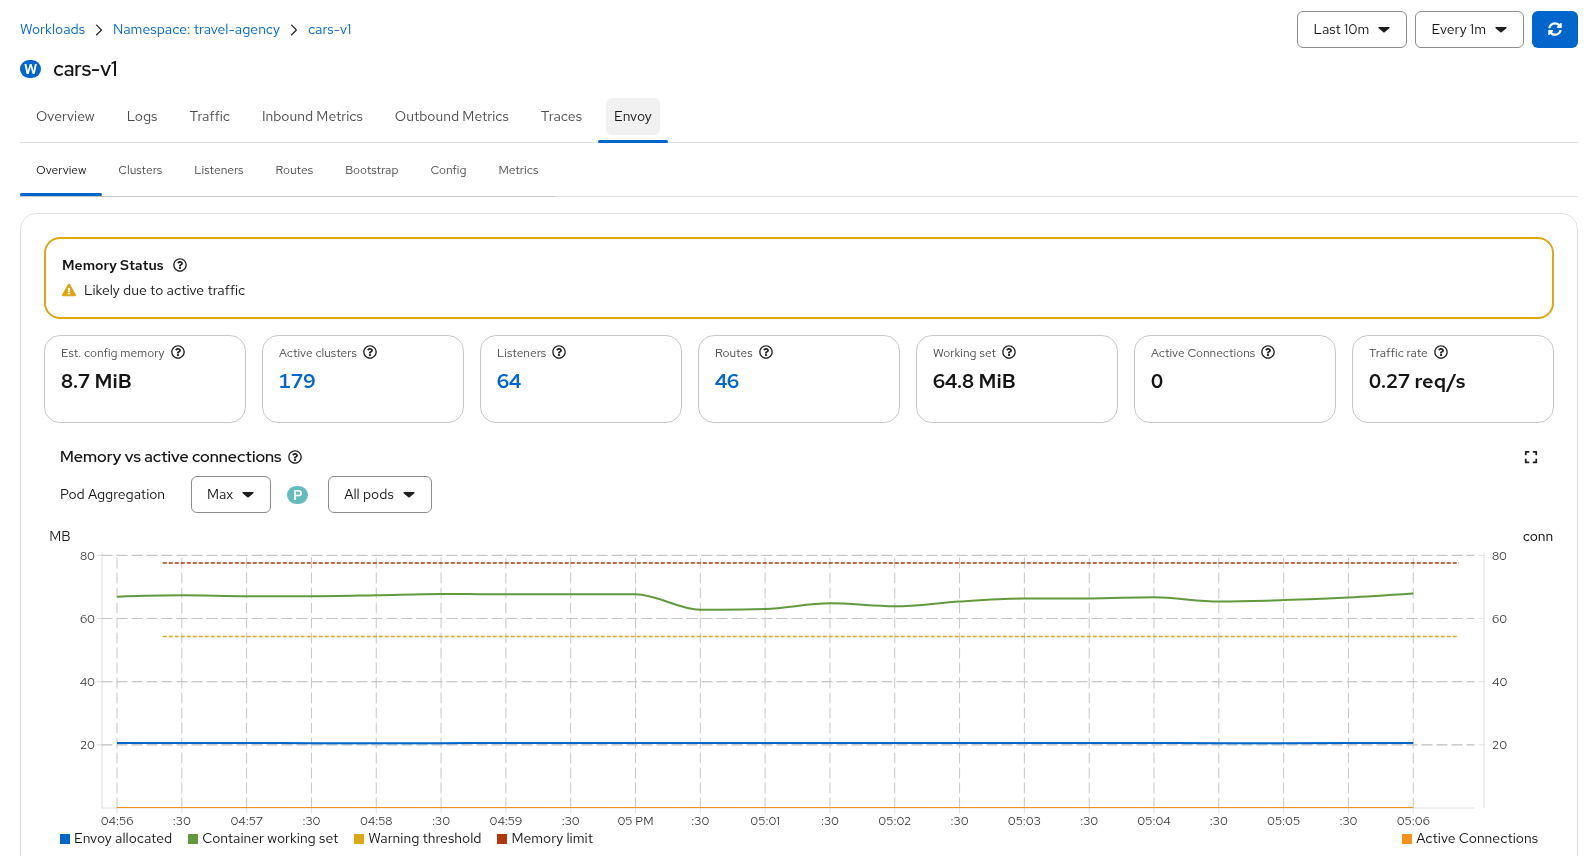 Workloads > Namespace: travel-agency > cars-v1
Last 10m
Every 1m
W cars-v1
Overview Logs Traffic Inbound Metrics Outbound Metrics Traces Envoy
Overview Clusters Listeners Routes Bootstrap Config Metrics
Memory Status ?
Likely due to active traffic
Est. config memory ?
8.7 MiB
Active clusters ?
179
Listeners ?
64
Routes ?
46
Working set ?
64.8 MiB
Active Connections ?
0
Traffic rate ?
0.27 req/s
Memory vs active connections ?
Pod Aggregation Max P All pods
MB conn
80 80
60 60
40 40
20 20
04:56 :30 04:57 :30 04:58 :30 04:59 :30 05 PM :30 05:01 :30 05:02 :30 05:03 :30 05:04 :30 05:05 :30 05:06
Envoy allocated Container working set Warning threshold Memory limit Active Connections